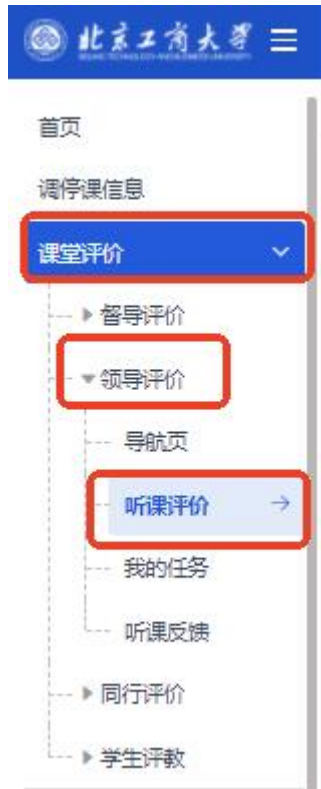 北京工商大学
首页
调停课信息
课堂评价
督导评价
领导评价
导航页
听课评价
我的任务
听课反馈
同行评价
学生评教